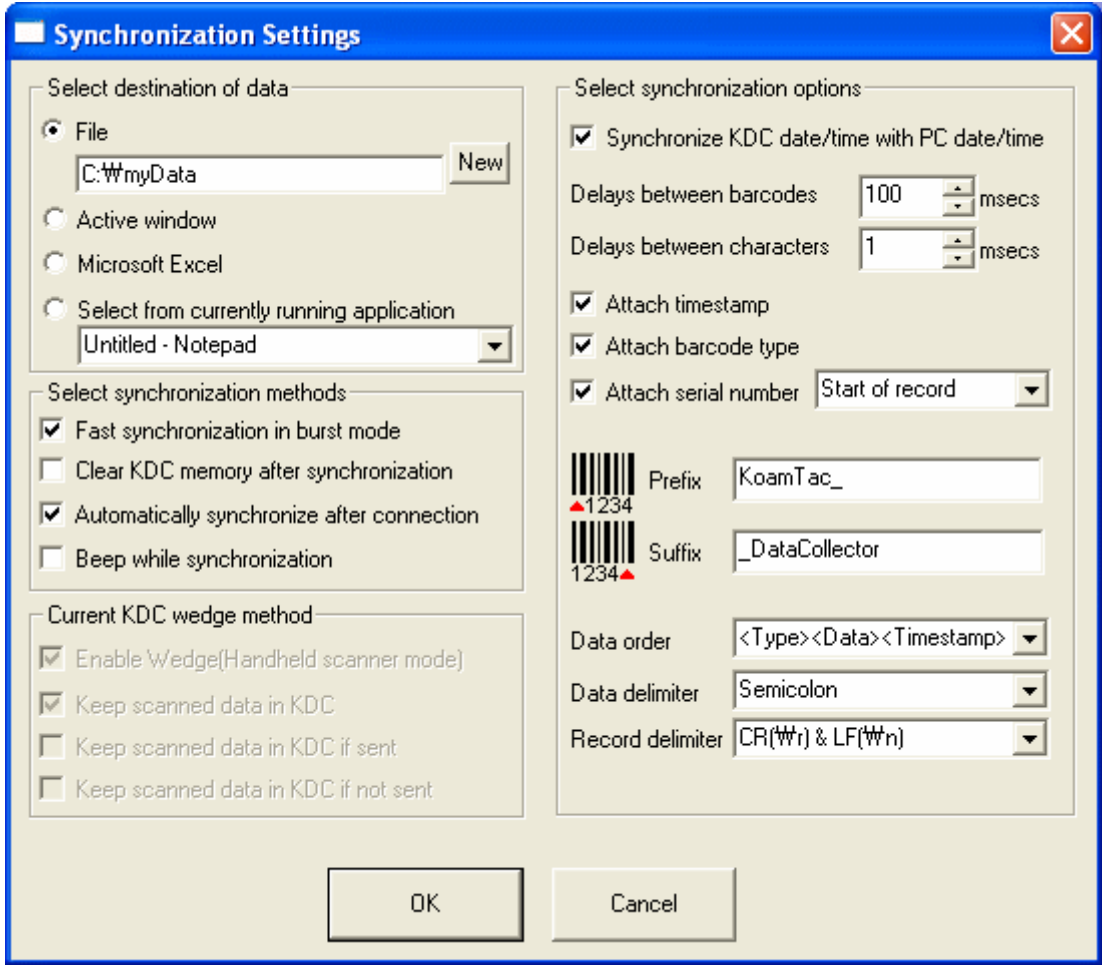 Synchronization Settings
Select destination of data
File
C:₩myData
New
Active window
Microsoft Excel
Select from currently running application
Untitled - Notepad
Select synchronization methods
Fast synchronization in burst mode
Clear KDC memory after synchronization
Automatically synchronize after connection
Beep while synchronization
Current KDC wedge method
Enable Wedge(Handheld scanner mode)
Keep scanned data in KDC
Keep scanned data in KDC if sent
Keep scanned data in KDC if not sent
Select synchronization options
Synchronize KDC date/time with PC date/time
Delays between barcodes 100 msecs
Delays between characters 1 msecs
Attach timestamp
Attach barcode type
Attach serial number Start of record
1234 Prefix KoamTac_
1234 Suffix _DataCollector
Data order <Type><Data><Timestamp>
Data delimiter Semicolon
Record delimiter CR(₩r) & LF(₩n)
OK
Cancel